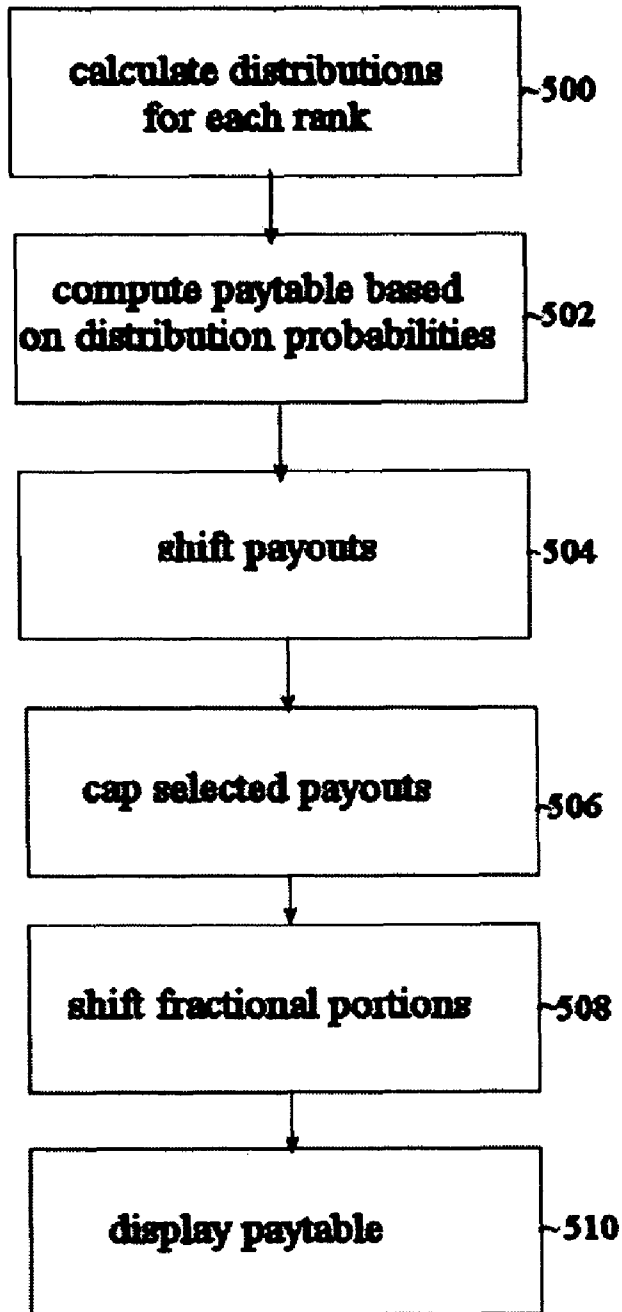 calculate distributions
for each rank
500
compute paytable based
on distribution probabilities
502
shift payouts
504
cap selected payouts
506
shift fractional portions
508
display paytable
510